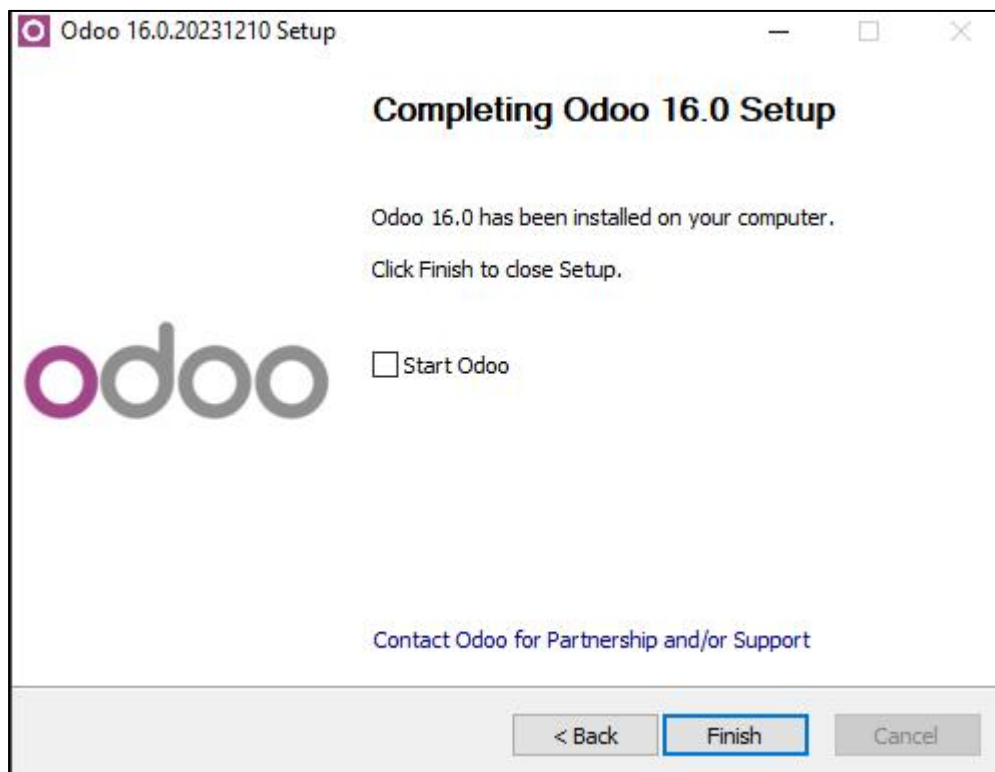 Odoo 16.0.20231210 Setup
Completing Odoo 16.0 Setup
Odoo 16.0 has been installed on your computer.
Click Finish to close Setup.
odoo
Start Odoo
Contact Odoo for Partnership and/or Support
< Back
Finish
Cancel